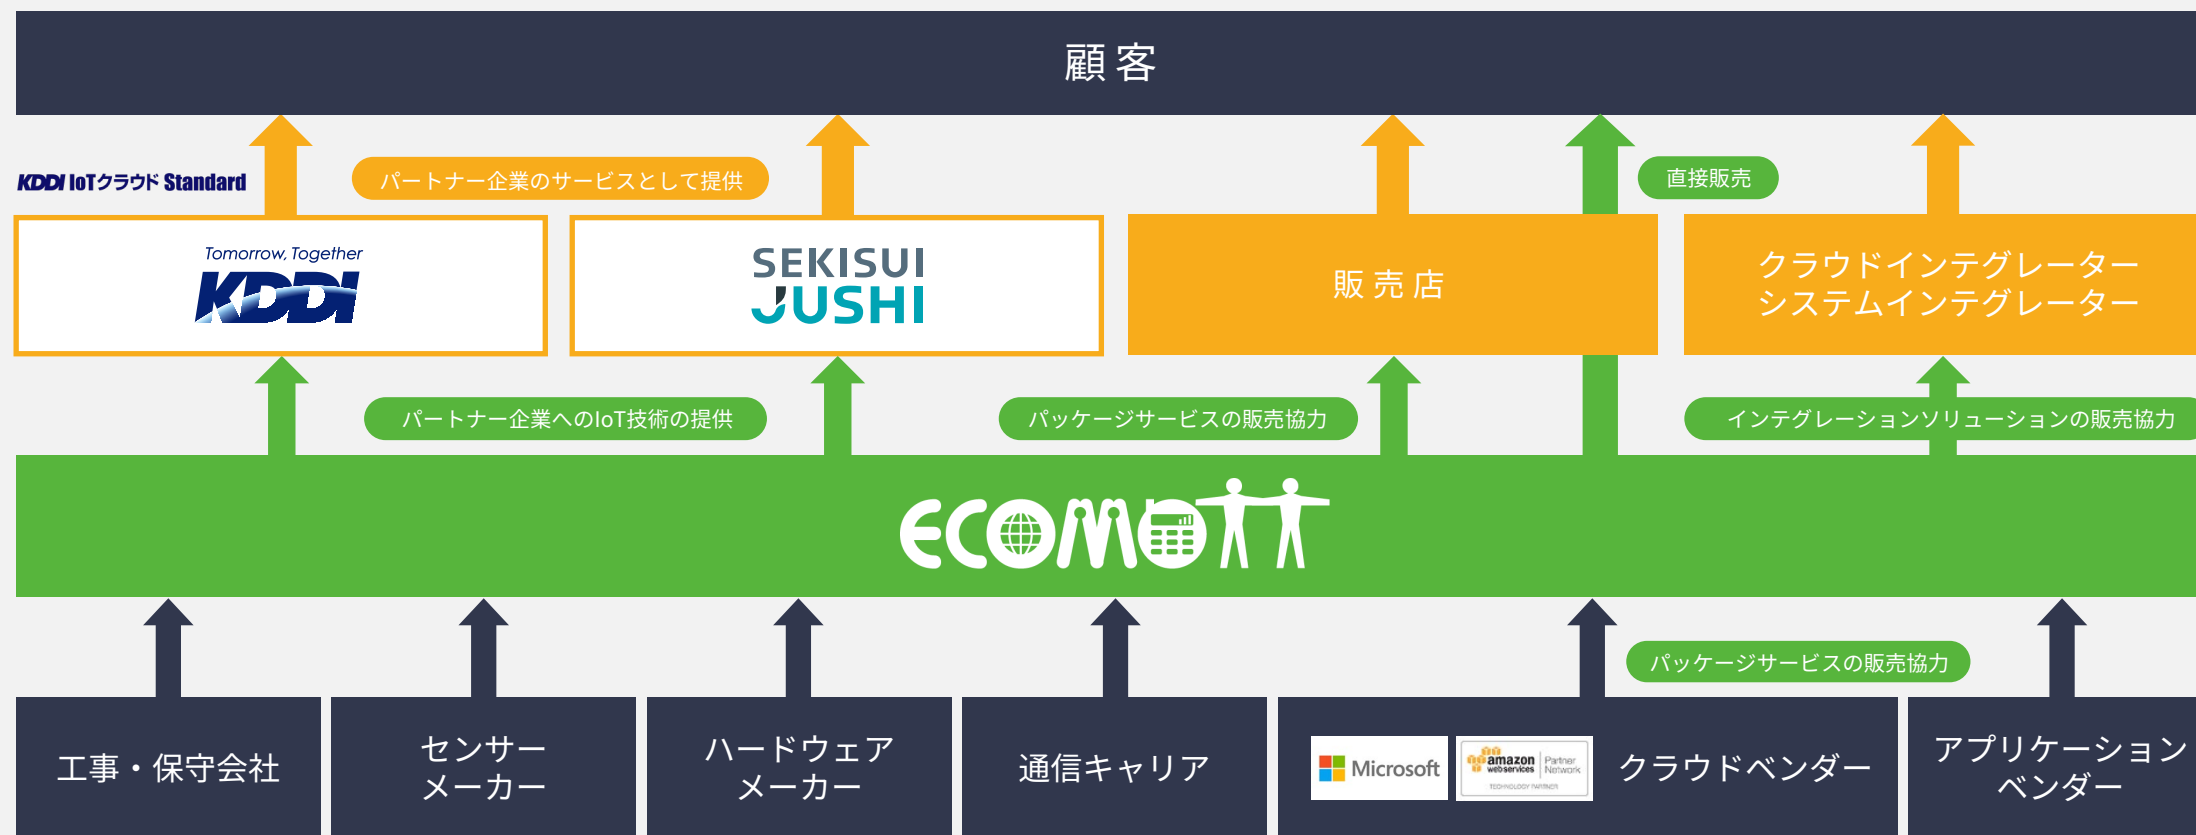 顧客
KDDI IoTクラウド Standard
パートナー企業のサービスとして提供
直接販売
Tomorrow, Together
KDDI
SEKISUI
JUSHI
販売店
クラウドインテグレーター
システムインテグレーター
パートナー企業へのIoT技術の提供
パッケージサービスの販売協力
インテグレーションソリューションの販売協力
ECOMOTT
パッケージサービスの販売協力
工事・保守会社
センサー
メーカー
ハードウェア
メーカー
通信キャリア
Microsoft
amazon
webservices
Partner
Network
TECHNOLOGY PARTNER
クラウドベンダー
アプリケーション
ベンダー